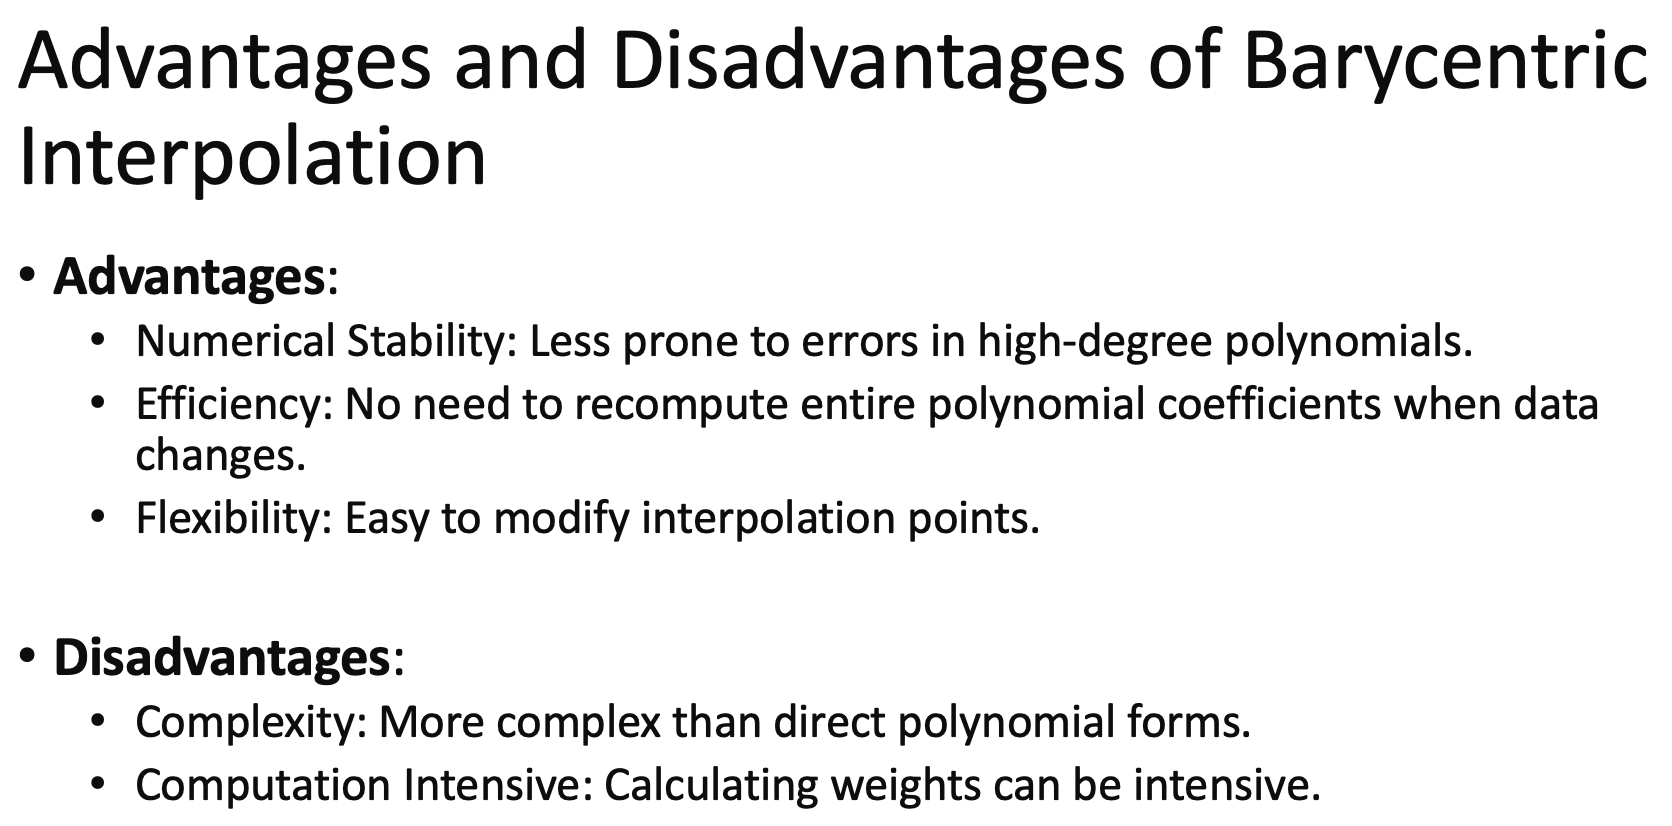 Advantages and Disadvantages of Barycentric
Interpolation
• Advantages:
• Numerical Stability: Less prone to errors in high-degree polynomials.
• Efficiency: No need to recompute entire polynomial coefficients when data
changes.
• Flexibility: Easy to modify interpolation points.
• Disadvantages:
• Complexity: More complex than direct polynomial forms.
• Computation Intensive: Calculating weights can be intensive.